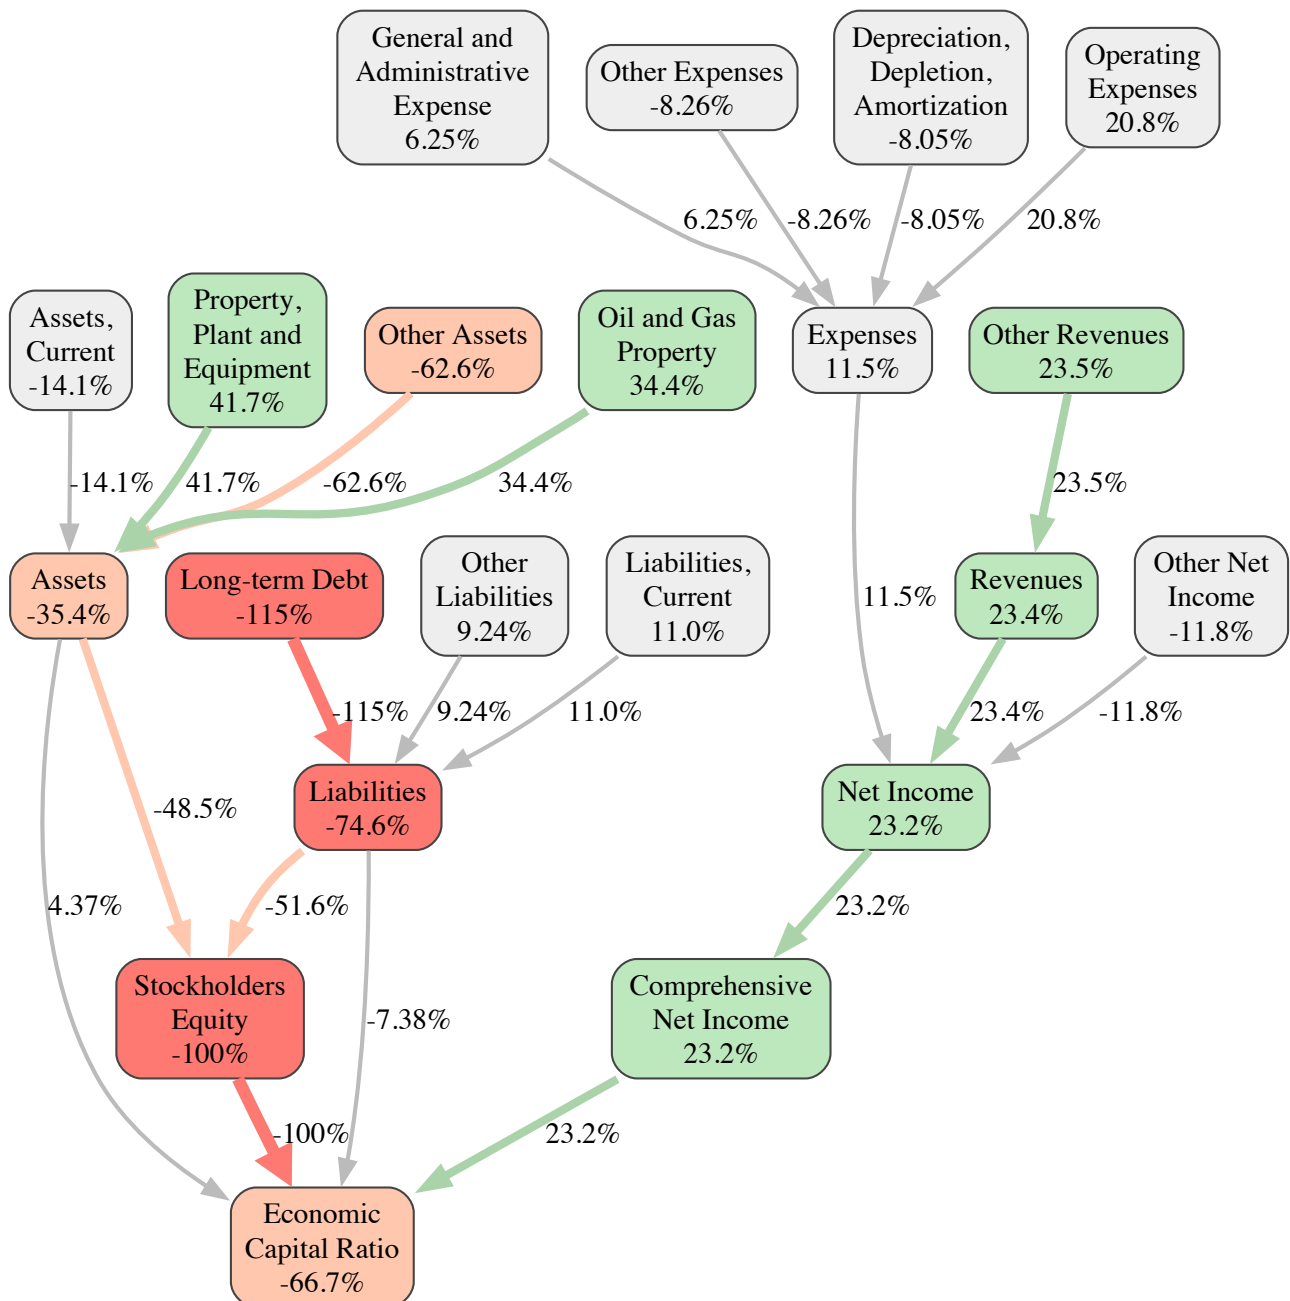 General and
Administrative
Expense
6.25%
Other Expenses
-8.26%
Depreciation,
Depletion,
Amortization
-8.05%
Operating
Expenses
20.8%
6.25%
-8.26%
-8.05%
20.8%
Assets,
Current
-14.1%
Property,
Plant and
Equipment
41.7%
Other Assets
-62.6%
Oil and Gas
Property
34.4%
Expenses
11.5%
Other Revenues
23.5%
-14.1%
41.7%
-62.6%
34.4%
23.5%
Assets
-35.4%
Long-term Debt
-115%
Other
Liabilities
9.24%
Liabilities,
Current
11.0%
11.5%
Revenues
23.4%
Other Net
Income
-11.8%
-115%
9.24%
11.0%
23.4%
-11.8%
-48.5%
Liabilities
-74.6%
Net Income
23.2%
4.37%
-51.6%
23.2%
Stockholders
Equity
-100%
-7.38%
Comprehensive
Net Income
23.2%
-100%
23.2%
Economic
Capital Ratio
-66.7%